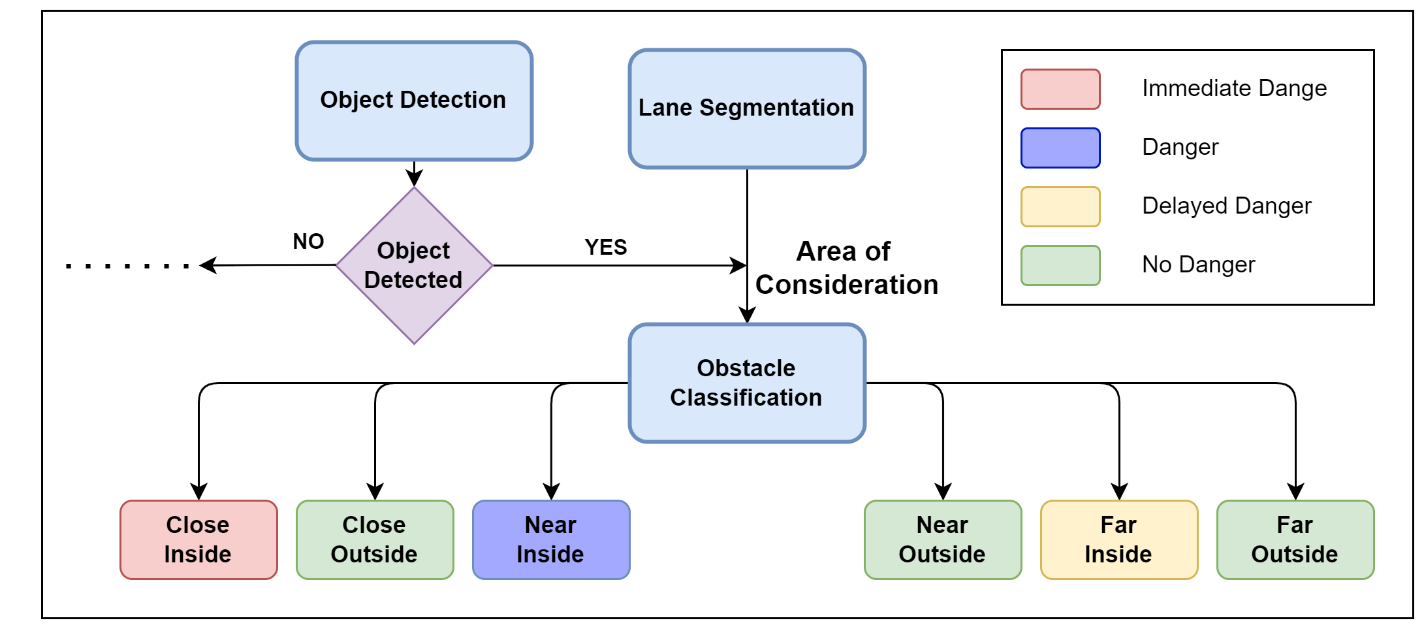 Object Detection
Lane Segmentation
Immediate Dange
Danger
Delayed Danger
No Danger
NO
Object
Detected
YES
Area of
Consideration
Obstacle
Classification
Close
Inside
Close
Outside
Near
Inside
Near
Outside
Far
Inside
Far
Outside